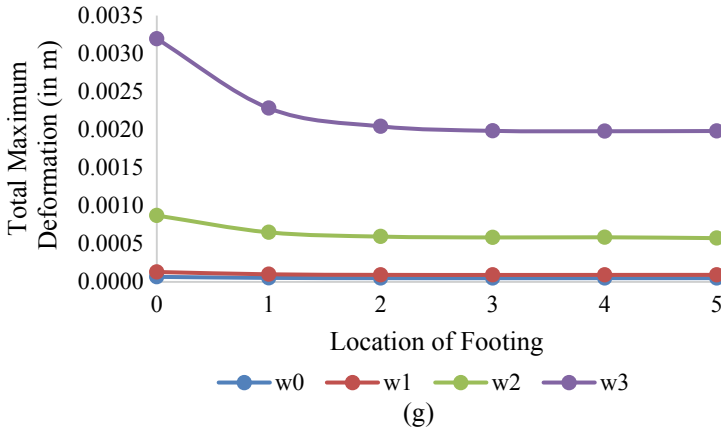 Total Maximum
Deformation (in m)
0.0035
0.0030
0.0025
0.0020
0.0015
0.0010
0.0005
0.0000
0 1 2 3 4 5
Location of Footing
w0 w1 w2 w3
(g)